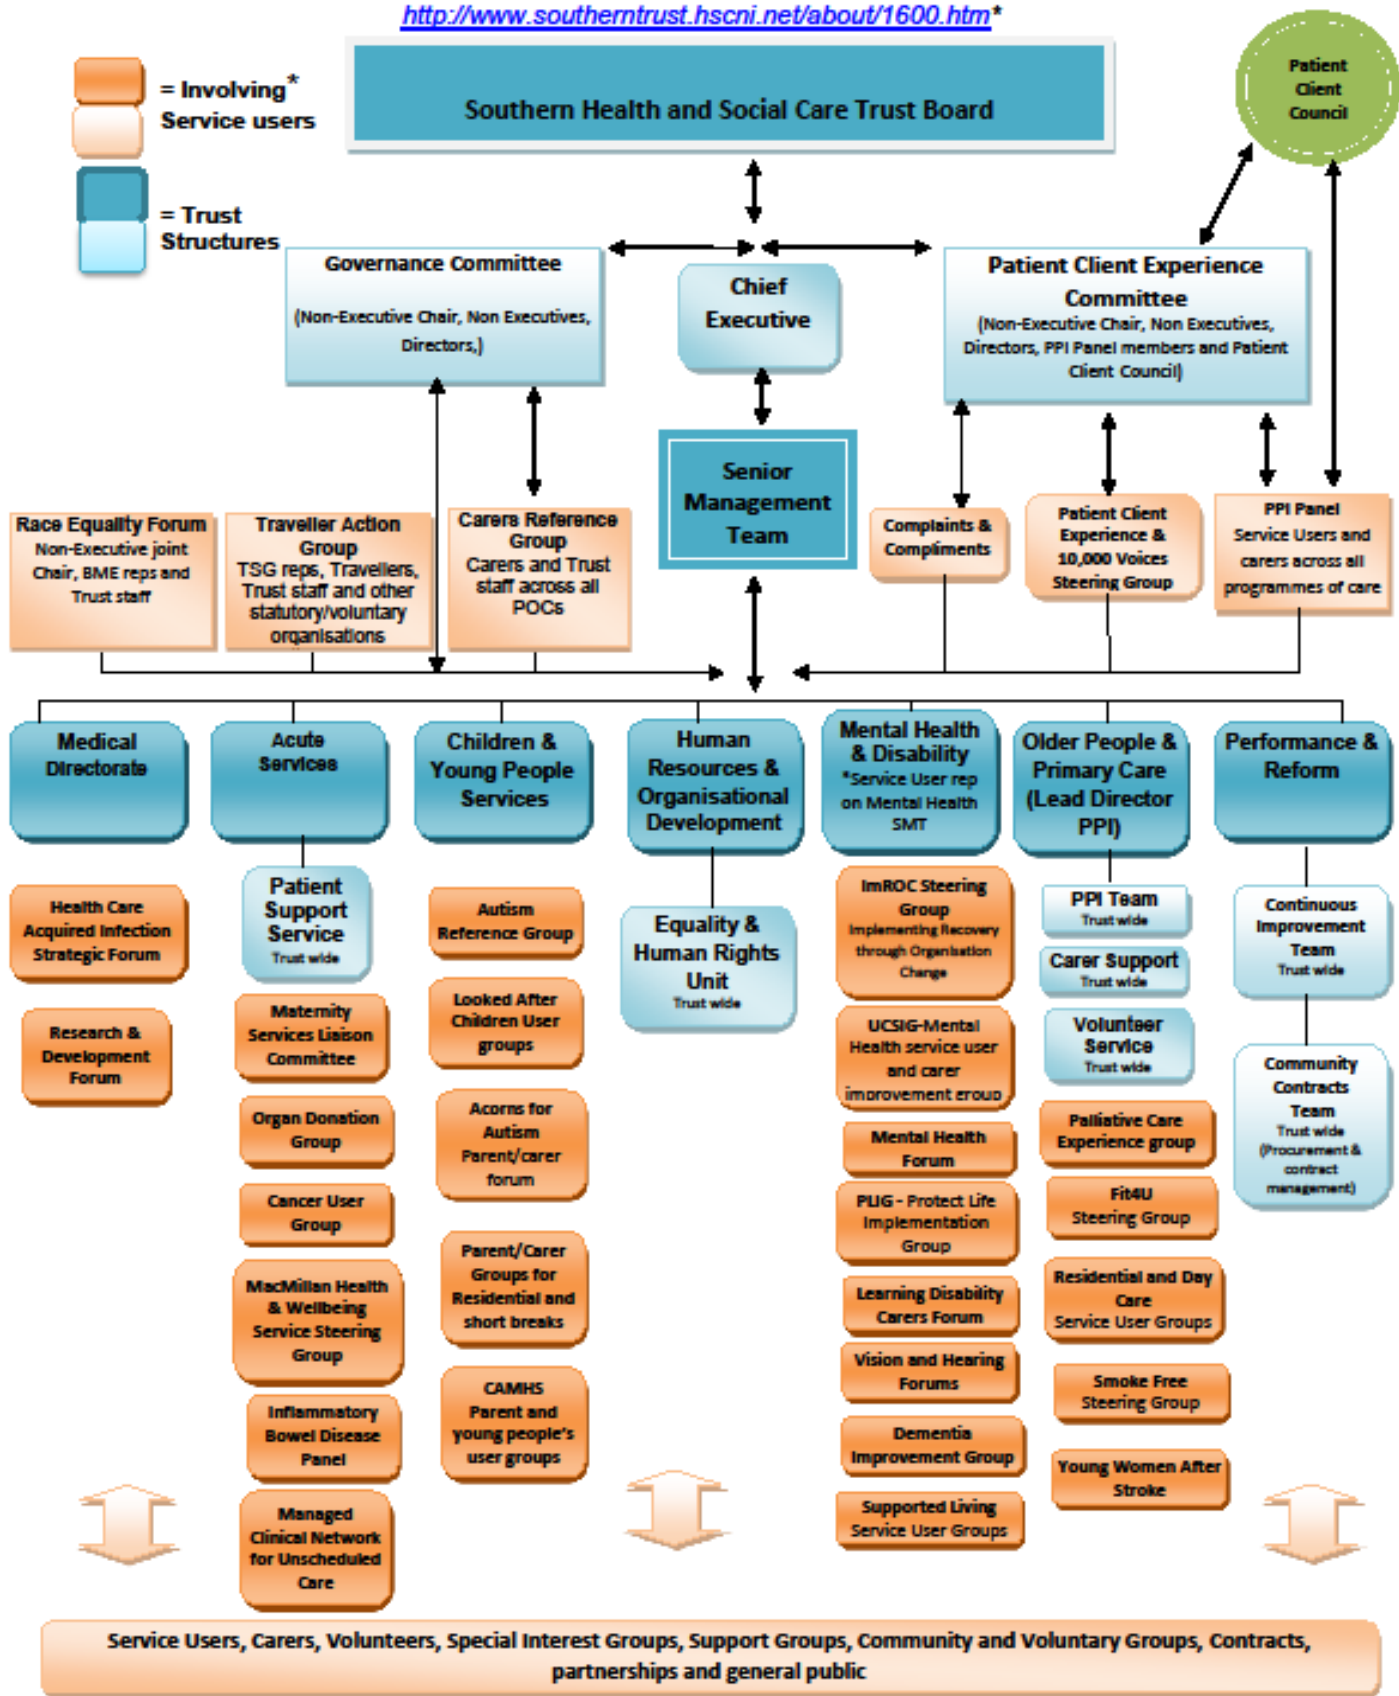 http://www.southerntrust.hscni.net/about/1600.htm*
= Involving*
Service users
= Trust
Structures
Southern Health and Social Care Trust Board
Patient
Client
Council
Governance Committee
(Non-Executive Chair, Non Executives,
Directors,)
Chief
Executive
Patient Client Experience
Committee
(Non-Executive Chair, Non Executives,
Directors, PPI Panel members and Patient
Client Council)
Senior
Management
Team
Race Equality Forum
Non-Executive joint
Chair, BME reps and
Trust staff
Traveller Action
Group
TSG reps, Travellers,
Trust staff and other
statutory/voluntary
organisations
Carers Reference
Group
Carers and Trust
staff across all
POCs
Complaints &
Compliments
Patient Client
Experience &
10,000 Voices
Steering Group
PPI Panel
Service Users and
carers across all
programmes of care
Medical
Directorate
Acute
Services
Children &
Young People
Services
Human
Resources &
Organisational
Development
Mental Health
& Disability
*Service User rep
on Mental Health
SMT
Older People &
Primary Care
(Lead Director
PPI)
Performance &
Reform
Health Care
Acquired Infection
Strategic Forum
Research &
Development
Forum
Patient
Support
Service
Trust wide
Maternity
Services Liaison
Committee
Organ Donation
Group
Cancer User
Group
MacMillan Health
& Wellbeing
Service Steering
Group
Inflammatory
Bowel Disease
Panel
Managed
Clinical Network
for Unscheduled
Care
Autism
Reference Group
Looked After
Children User
groups
Acorns for
Autism
Parent/carer
forum
Parent/Carer
Groups for
Residential and
short breaks
CAMHS
Parent and
young people's
user groups
Equality &
Human Rights
Unit
Trust wide
ImROC Steering
Group
Implementing Recovery
through Organisation
Change
UCSIG-Mental
Health service user
and carer
improvement group
Mental Health
Forum
PLIG - Protect Life
Implementation
Group
Learning Disability
Carers Forum
Vision and Hearing
Forums
Dementia
Improvement Group
Supported Living
Service User Groups
PPI Team
Trust wide
Carer Support
Trust wide
Volunteer
Service
Trust wide
Palliative Care
Experience group
Fit4U
Steering Group
Residential and Day
Care
Service User Groups
Smoke Free
Steering Group
Young Women After
Stroke
Continuous
Improvement
Team
Trust wide
Community
Contracts
Team
Trust wide
(Procurement &
contract
management)
Service Users, Carers, Volunteers, Special Interest Groups, Support Groups, Community and Voluntary Groups, Contracts,
partnerships and general public